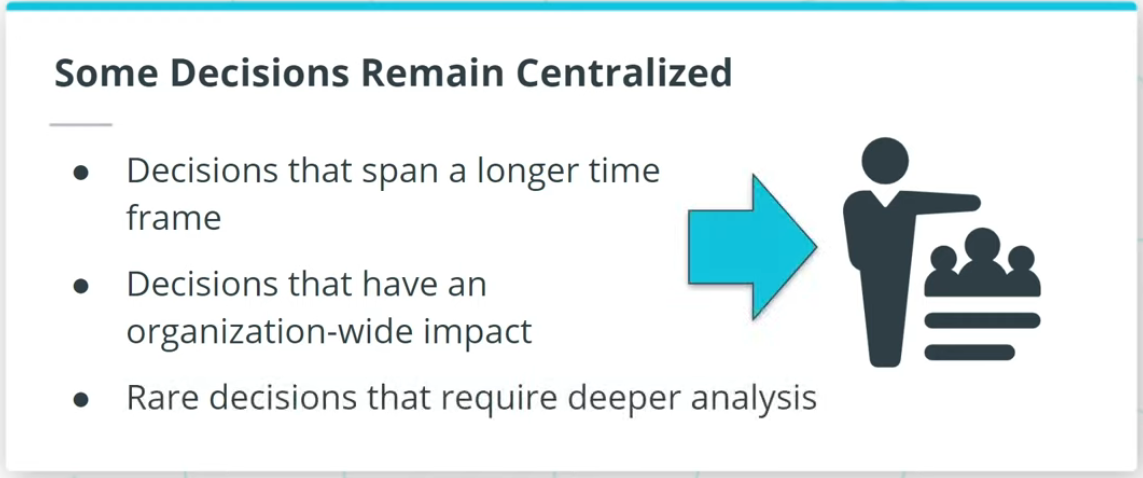 Some Decisions Remain Centralized
● Decisions that span a longer time
frame
● Decisions that have an
organization-wide impact
● Rare decisions that require deeper analysis